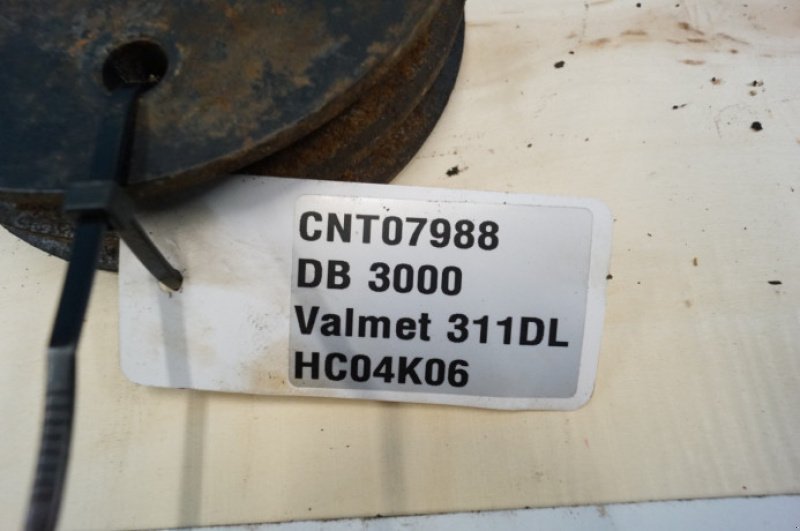 CNT07988
DB 3000
Valmet 311DL
HC04K06